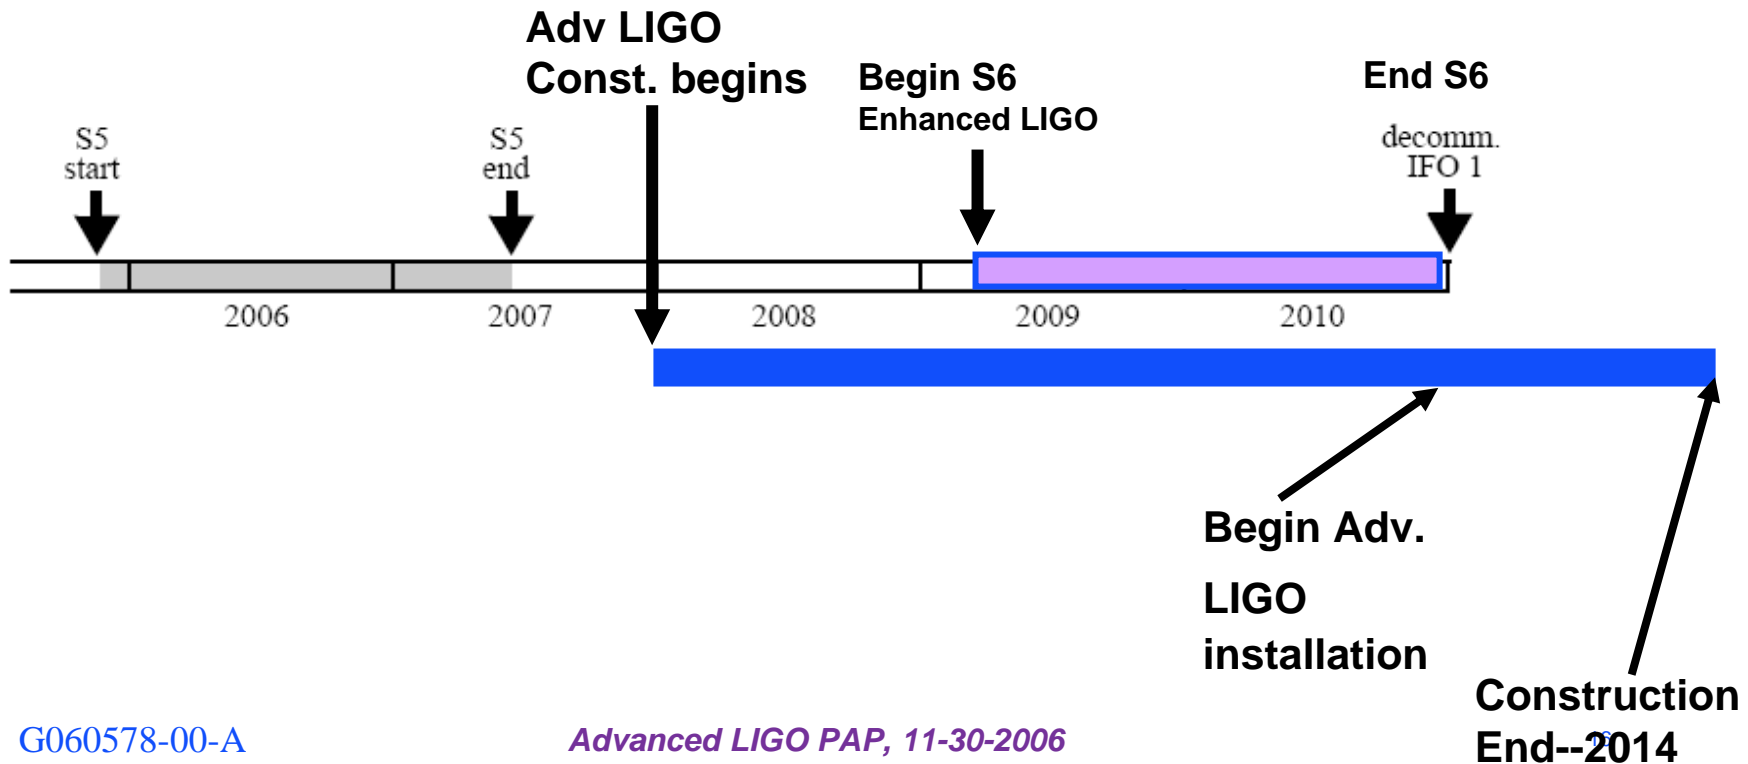 Adv LIGO
Const. begins
Begin S6
Enhanced LIGO
End S6
S5
start
S5
end
decomm.
IFO 1
2006
2007
2008
2009
2010
Begin Adv.
LIGO
installation
Construction
End--2014
G060578-00-A
Advanced LIGO PAP, 11-30-2006